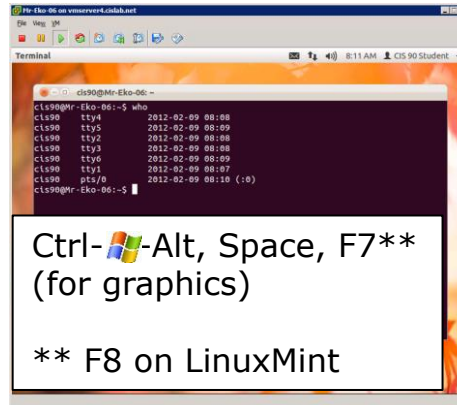 Mr-Eko-06 on vmserver4.cislab.net
File View VM
Terminal 8:11 AM CIS 90 Student
cis90@Mr-Eko-06: ~
cis90@Mr-Eko-06:~$ who
cis90 tty4 2012-02-09 08:08
cis90 tty5 2012-02-09 08:09
cis90 tty2 2012-02-09 08:08
cis90 tty3 2012-02-09 08:08
cis90 tty6 2012-02-09 08:09
cis90 tty1 2012-02-09 08:07
cis90 pts/0 2012-02-09 08:10 (:0)
cis90@Mr-Eko-06:~$
Ctrl- -Alt, Space, F7**
(for graphics)
** F8 on LinuxMint